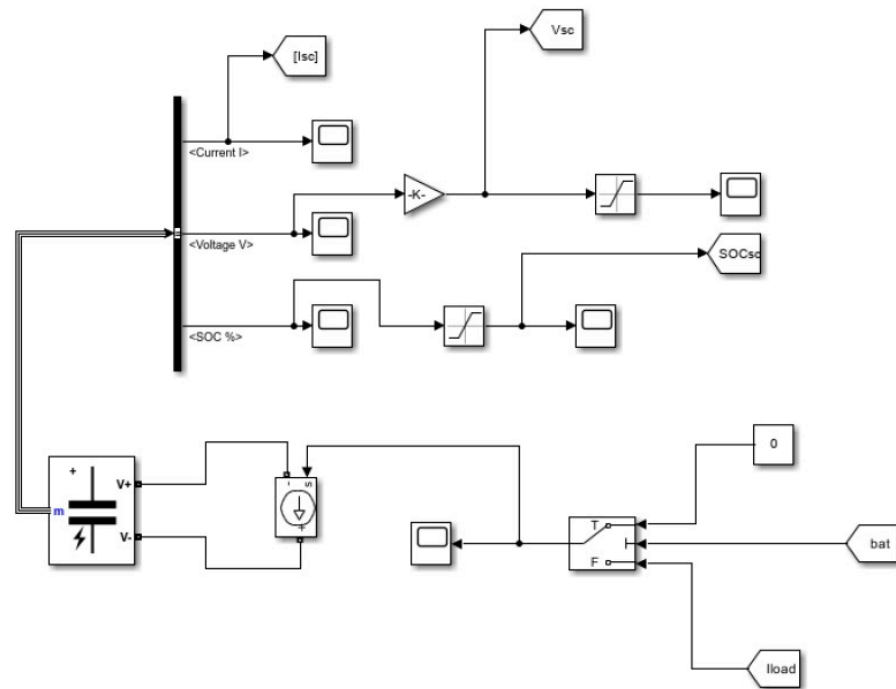 Vsc
[Isc]
<Current I>
-K-
<Voltage V>
SOCsc
<SOC %>
0
+
V+
m
V-
-
s
+
T
F
bat
Iload